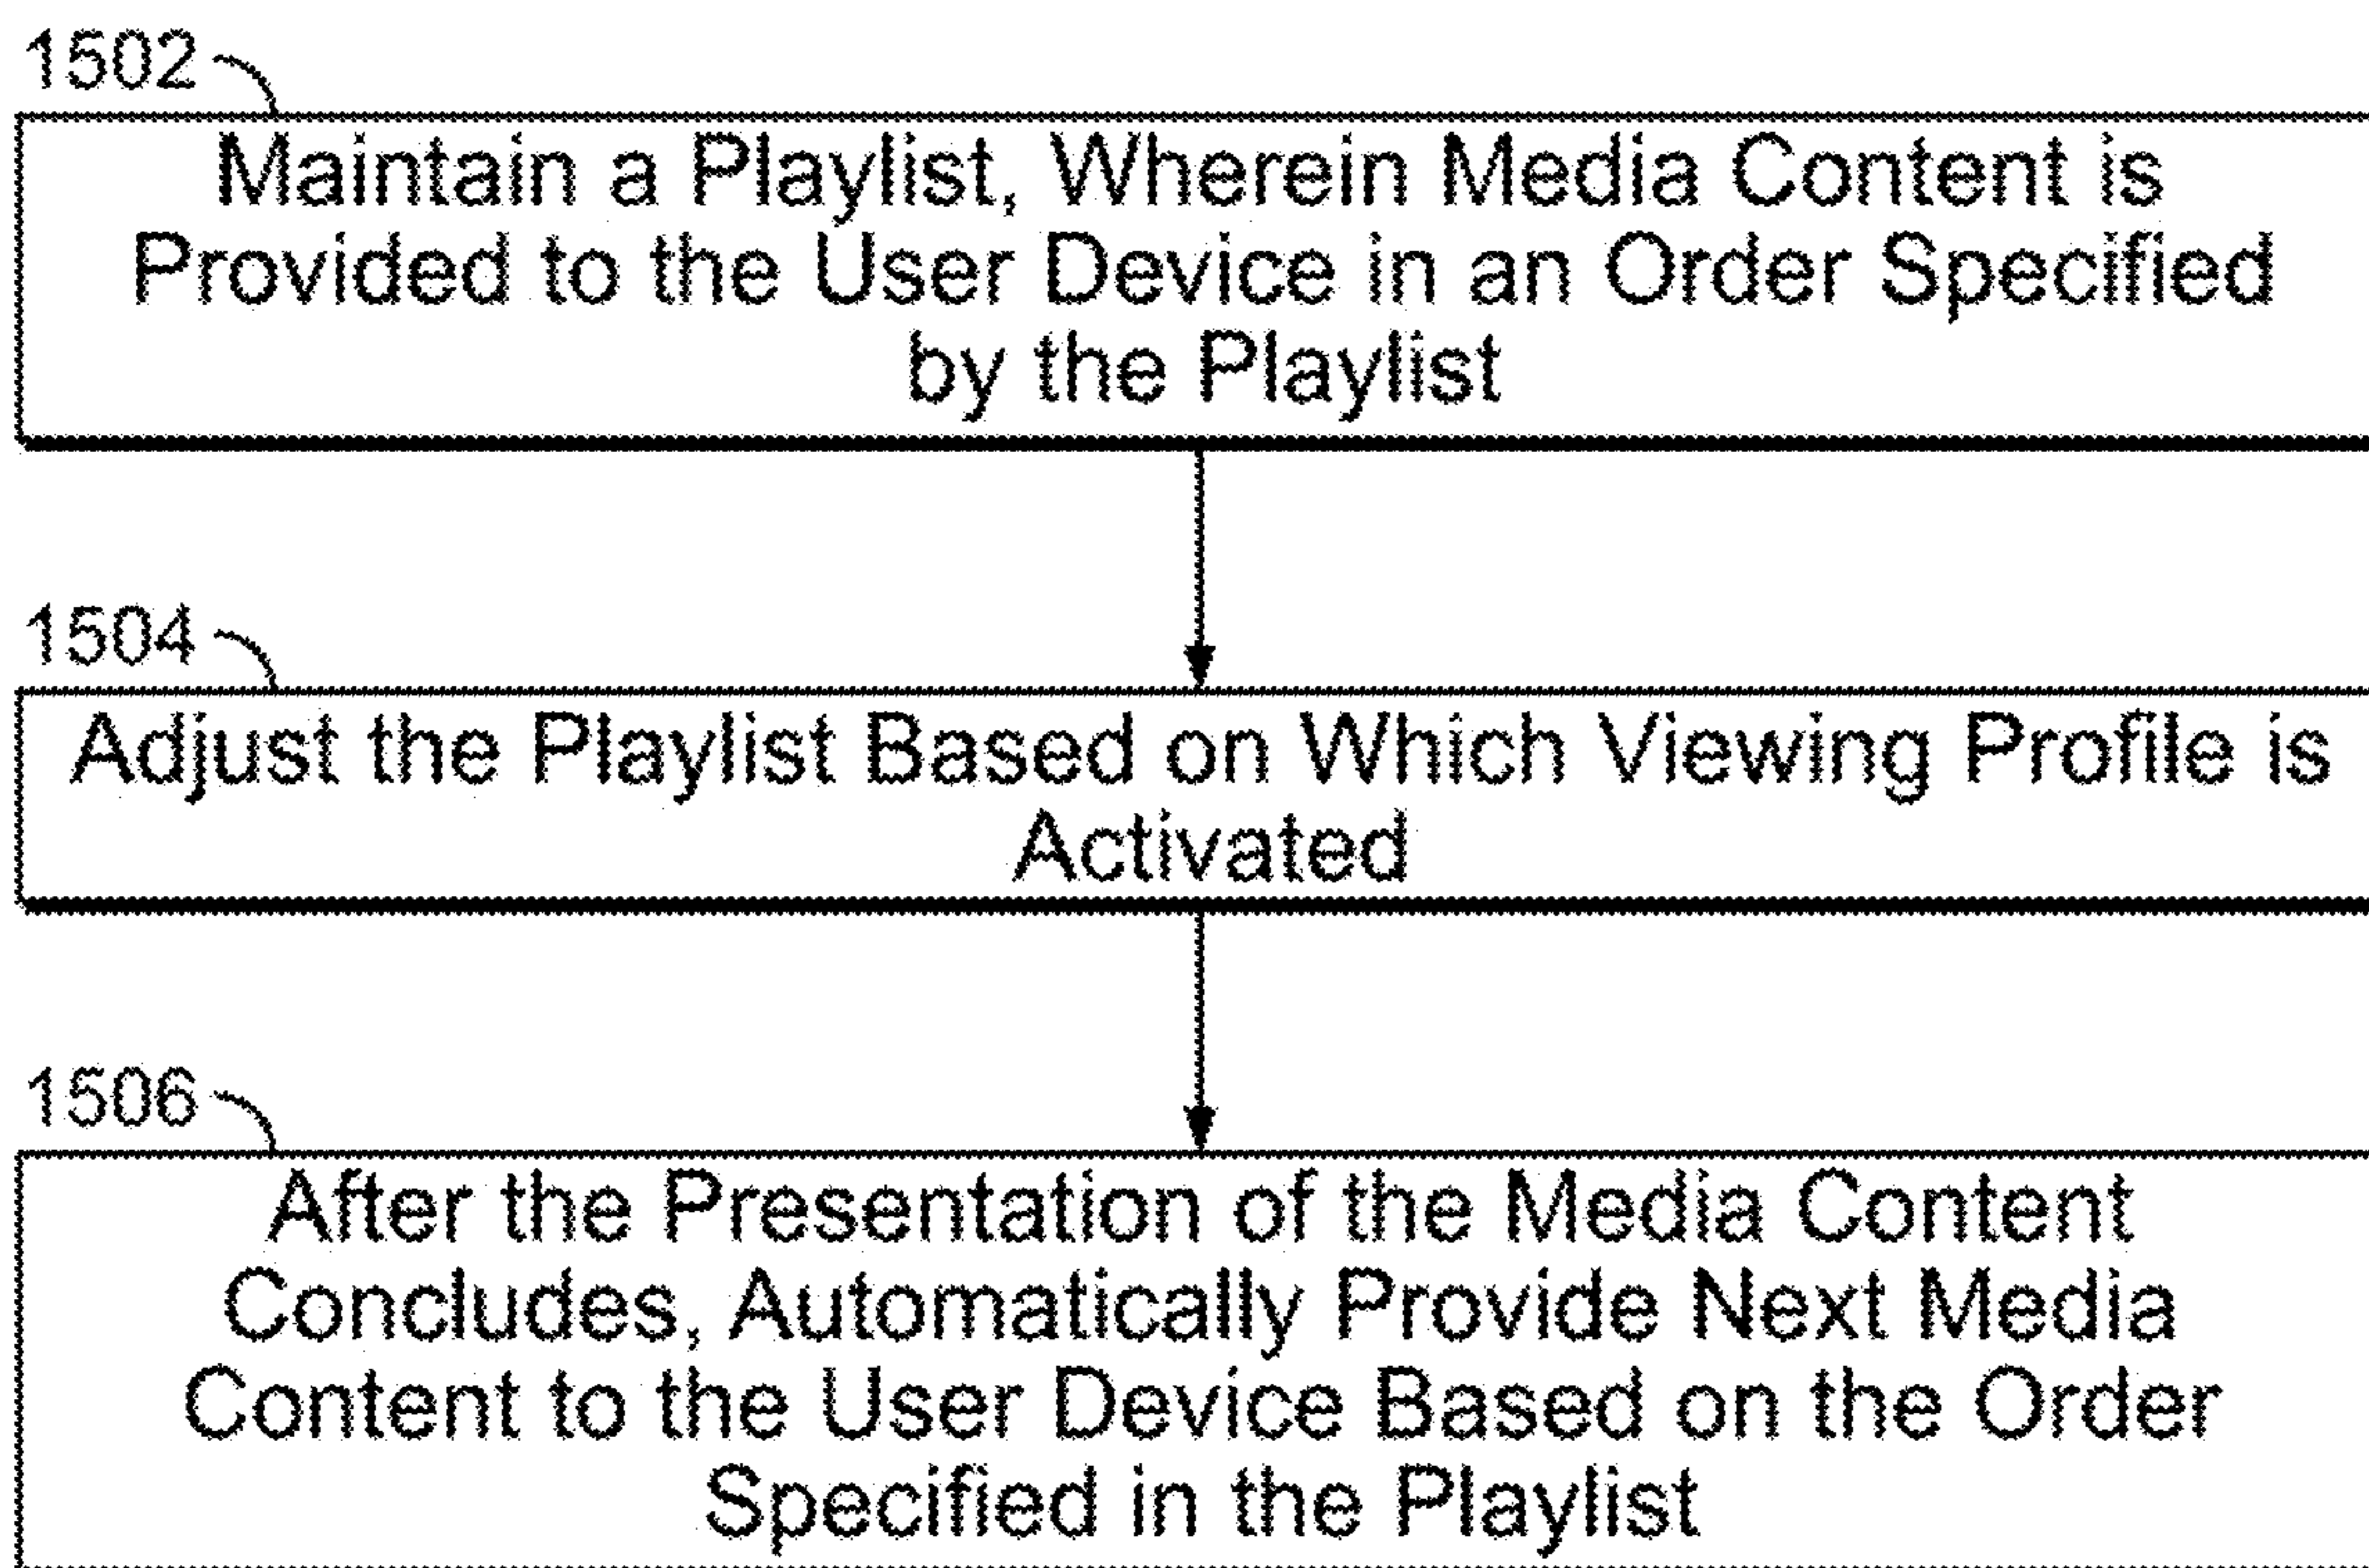 1502
Maintain a Playlist, Wherein Media Content is
Provided to the User Device in an Order Specified
by the Playlist
1504
Adjust the Playlist Based on Which Viewing Profile is
Activated
1506
After the Presentation of the Media Content
Concludes, Automatically Provide Next Media
Content to the User Device Based on the Order
Specified in the Playlist